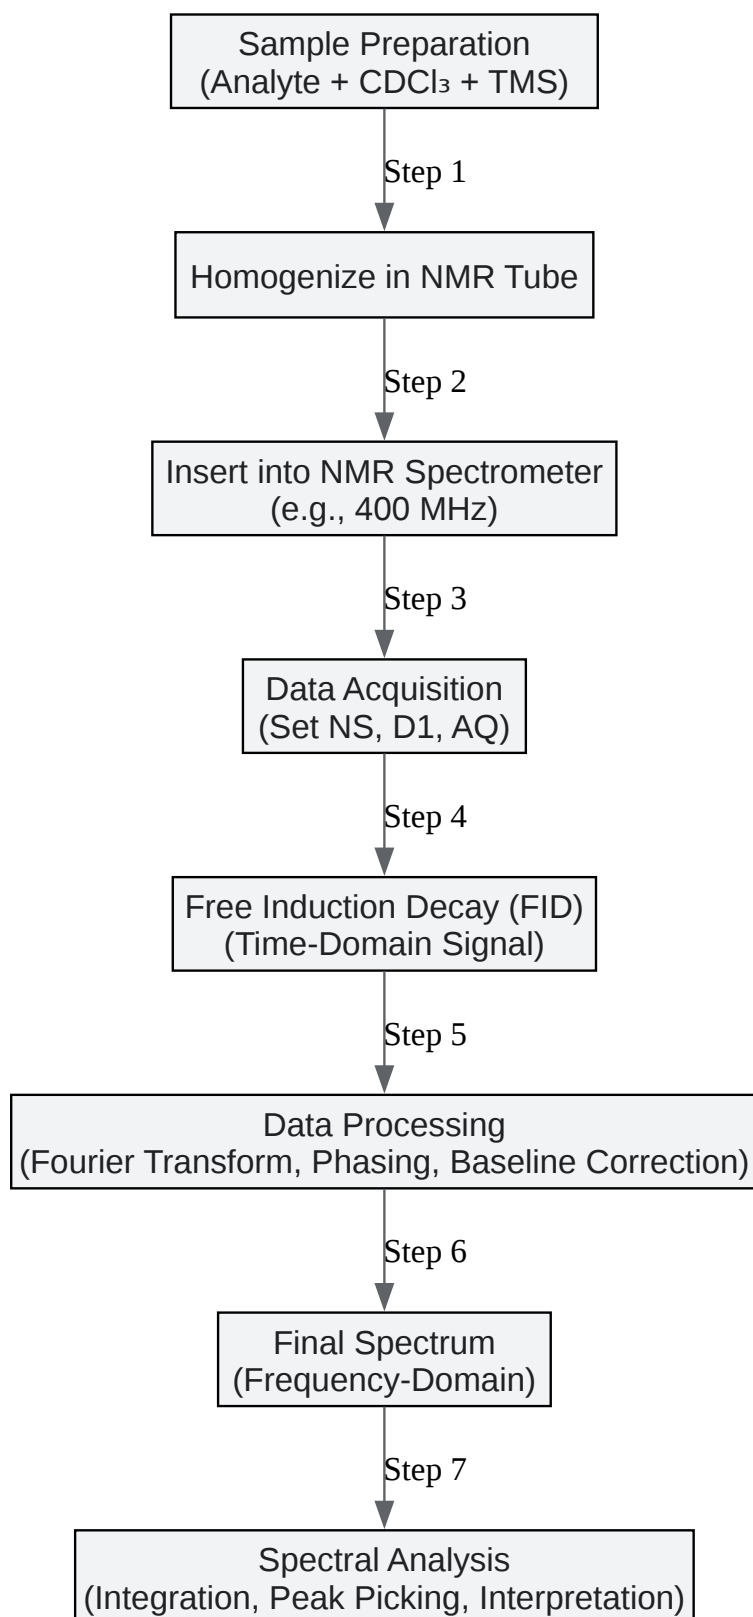 Sample Preparation
(Analyte + CDCl₃ + TMS)
Step 1
Homogenize in NMR Tube
Step 2
Insert into NMR Spectrometer
(e.g., 400 MHz)
Step 3
Data Acquisition
(Set NS, D1, AQ)
Step 4
Free Induction Decay (FID)
(Time-Domain Signal)
Step 5
Data Processing
(Fourier Transform, Phasing, Baseline Correction)
Step 6
Final Spectrum
(Frequency-Domain)
Step 7
Spectral Analysis
(Integration, Peak Picking, Interpretation)